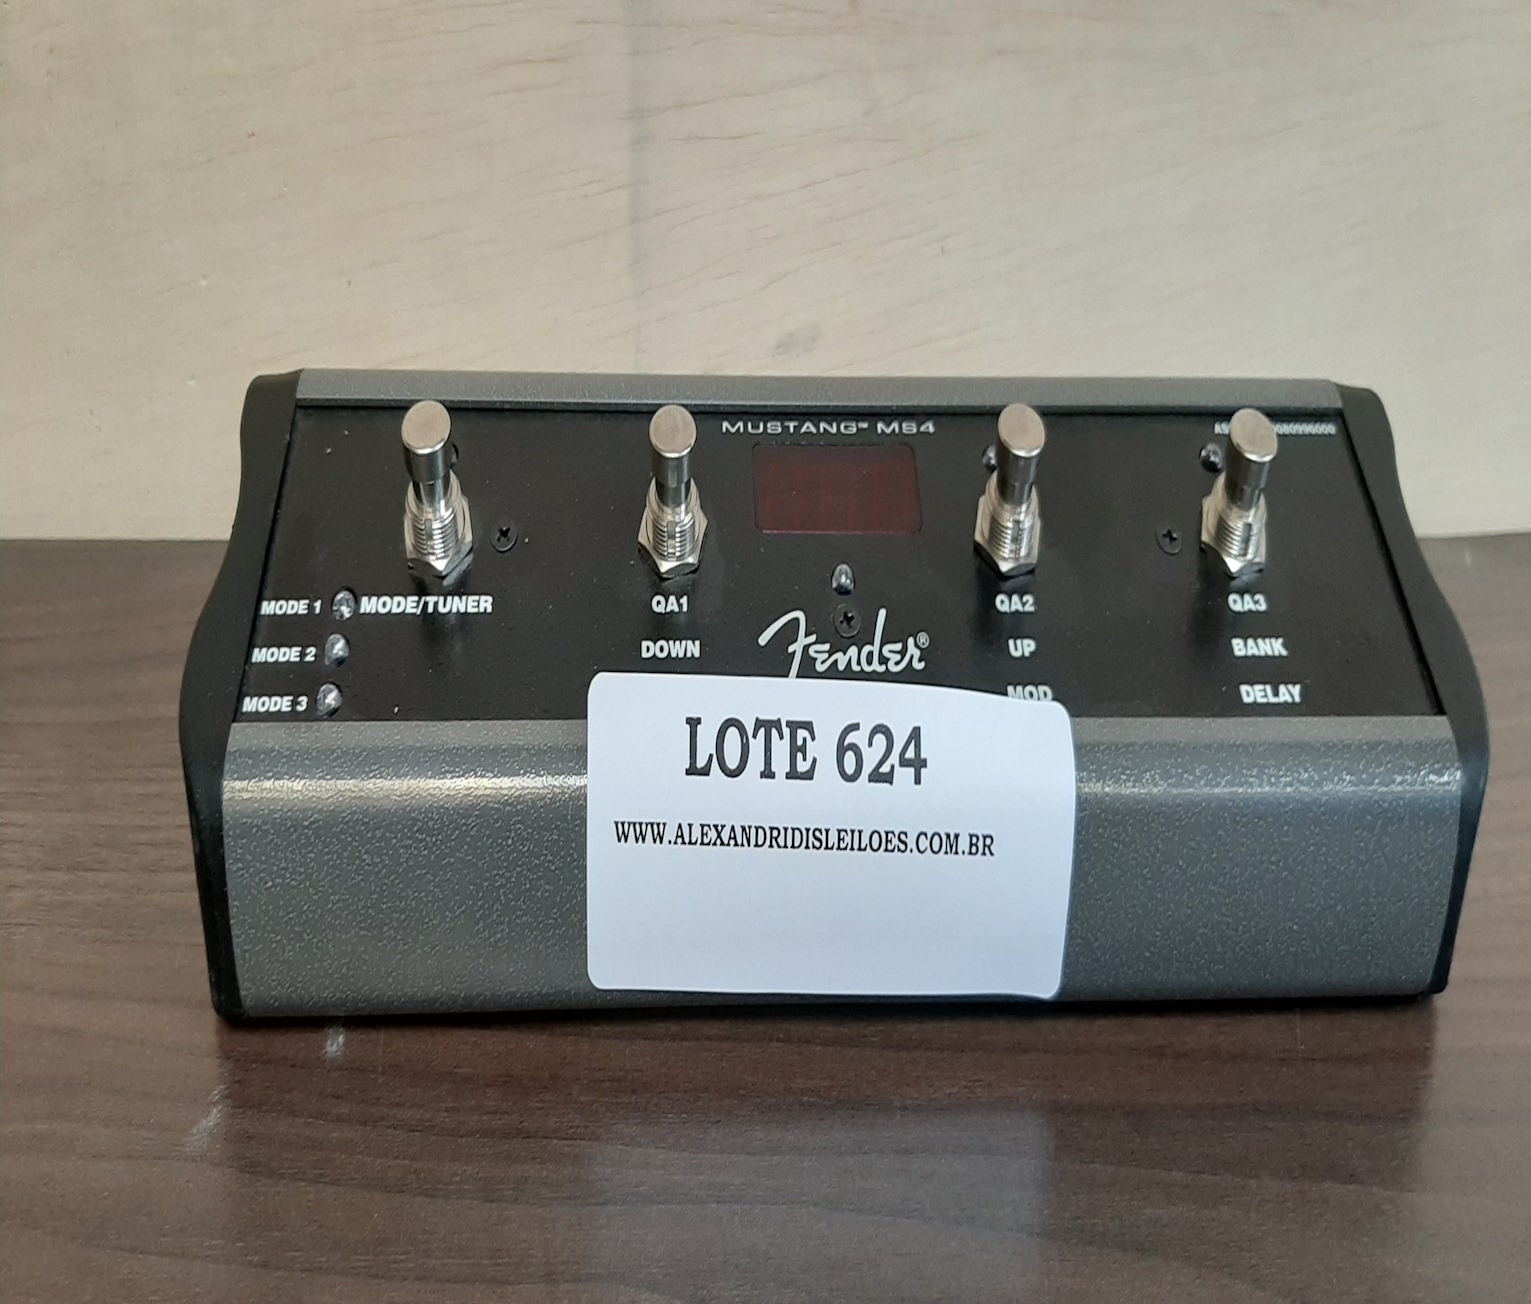 MUSTANG™ MS4
MODE 1 MODE/TUNER QA1 QA2 QA3
MODE 2 DOWN Fender® UP BANK
MODE 3 MOD DELAY
LOTE 624
WWW.ALEXANDRIDISLEILOES.COM.BR